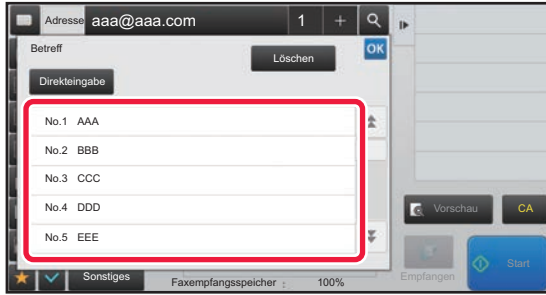 Adresse aaa@aaa.com 1 +
Betreff
Löschen
OK
Direkteingabe
No.1 AAA
No.2 BBB
No.3 CCC
No.4 DDD
No.5 EEE
Vorschau
CA
Empfangen
Start
Sonstiges
Faxempfangsspeicher : 100%